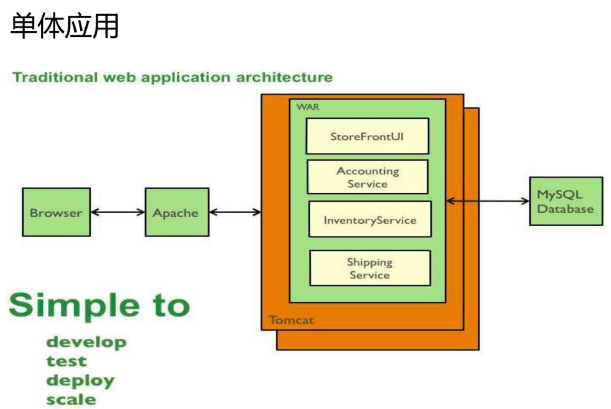 单体应用
Traditional web application architecture
WAR
StoreFrontUI
Accounting
Service
InventoryService
Shipping
Service
Tomcat
Browser
Apache
MySQL
Database
Simple to
develop
test
deploy
scale